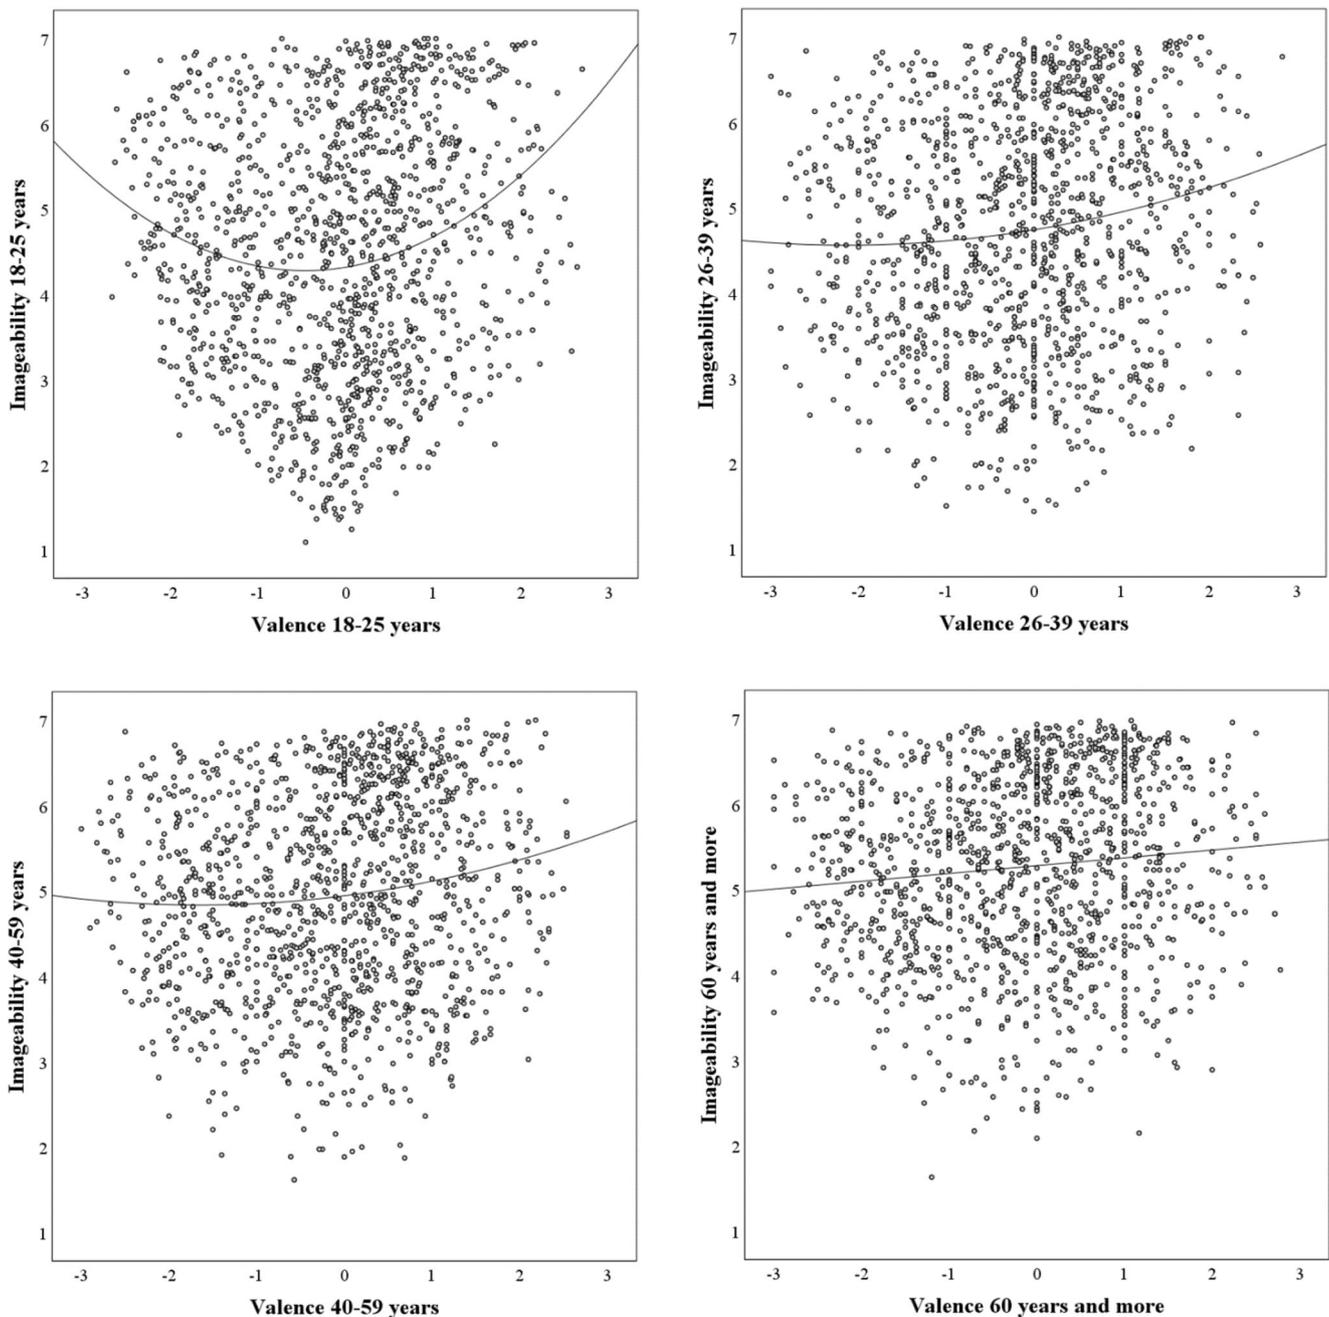 7
6
5
4
3
2
1
Imageability 18-25 years
-3 -2 -1 0 1 2 3
Valence 18-25 years
7
6
5
4
3
2
1
Imageability 26-39 years
-3 -2 -1 0 1 2 3
Valence 26-39 years
7
6
5
4
3
2
1
Imageability 40-59 years
-3 -2 -1 0 1 2 3
Valence 40-59 years
7
6
5
4
3
2
1
Imageability 60 years and more
-3 -2 -1 0 1 2 3
Valence 60 years and more